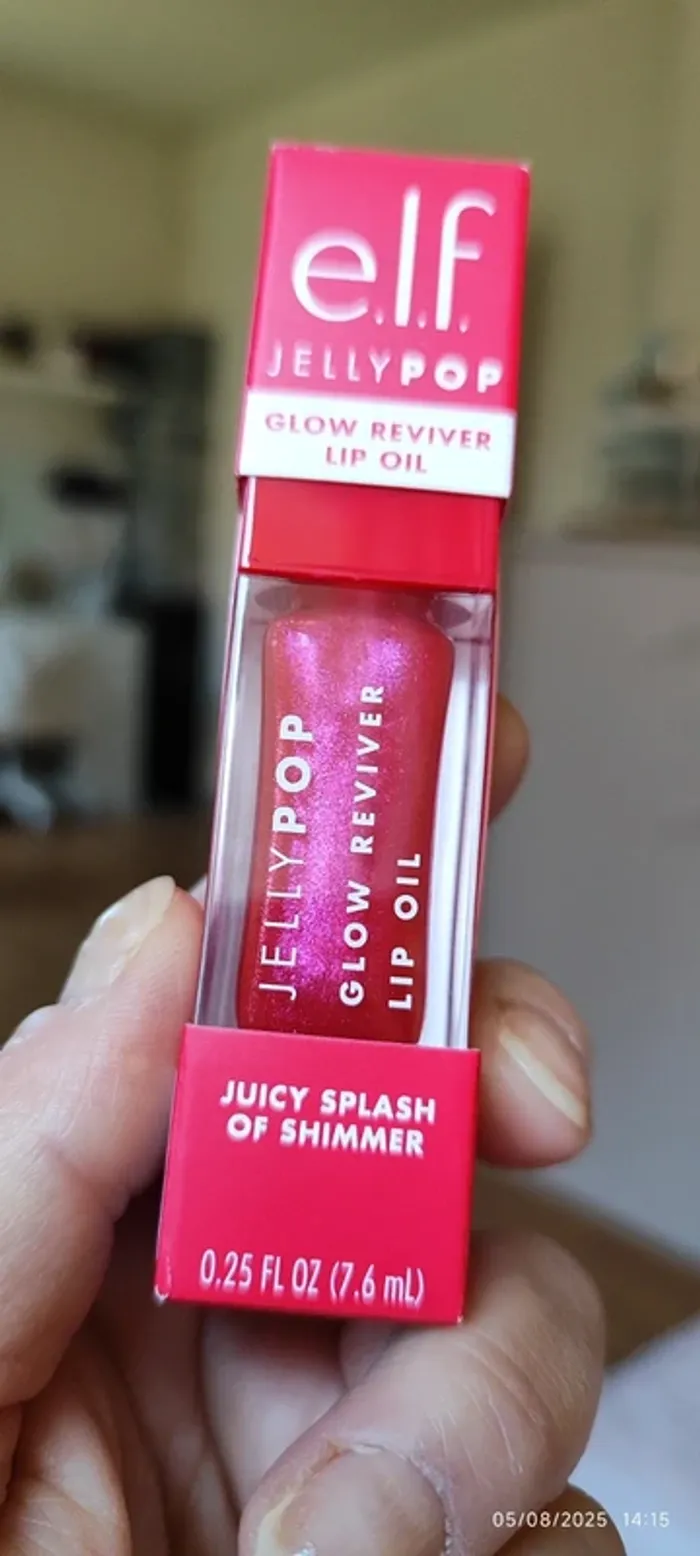 e.l.f.
JELLYPOP
GLOW REVIVER
LIP OIL
JELLYPOP
GLOW REVIVER
LIP OIL
JUICY SPLASH
OF SHIMMER
0.25 FL OZ (7.6 mL)
05/08/2025 14:15